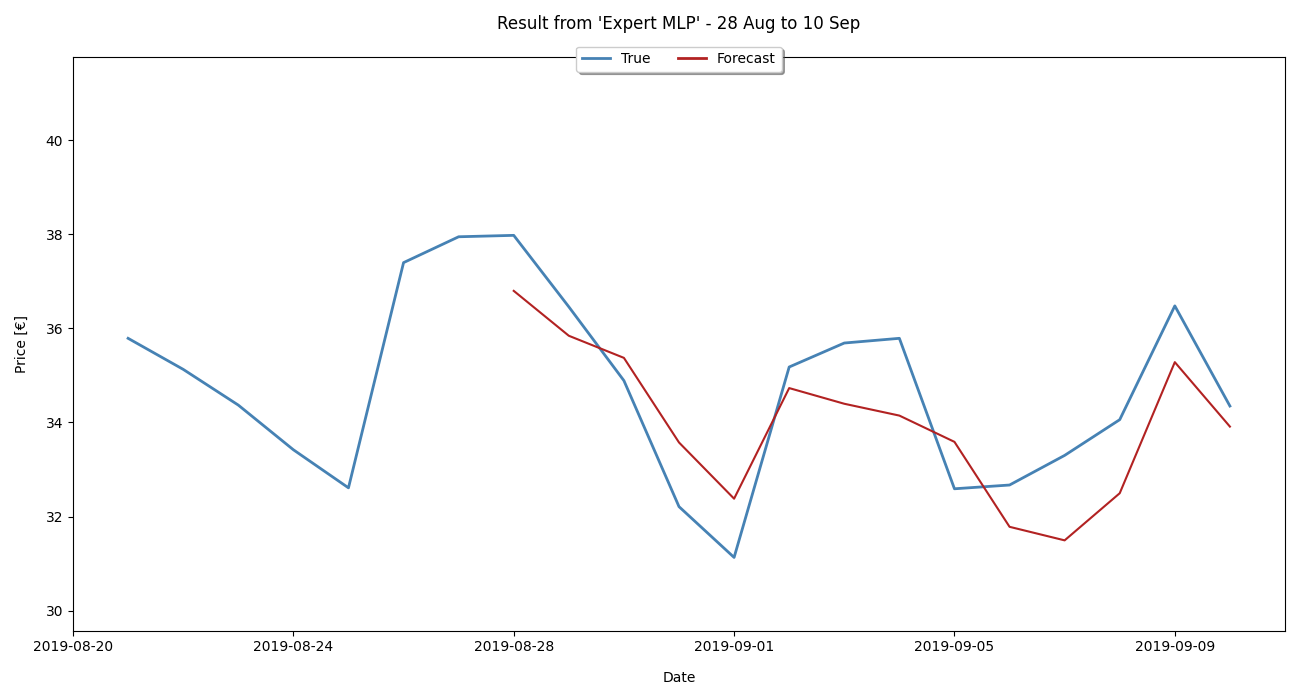 Result from 'Expert MLP' - 28 Aug to 10 Sep
True Forecast
40
38
36
34
32
30
Price [€]
2019-08-20 2019-08-24 2019-08-28 2019-09-01 2019-09-05 2019-09-09
Date